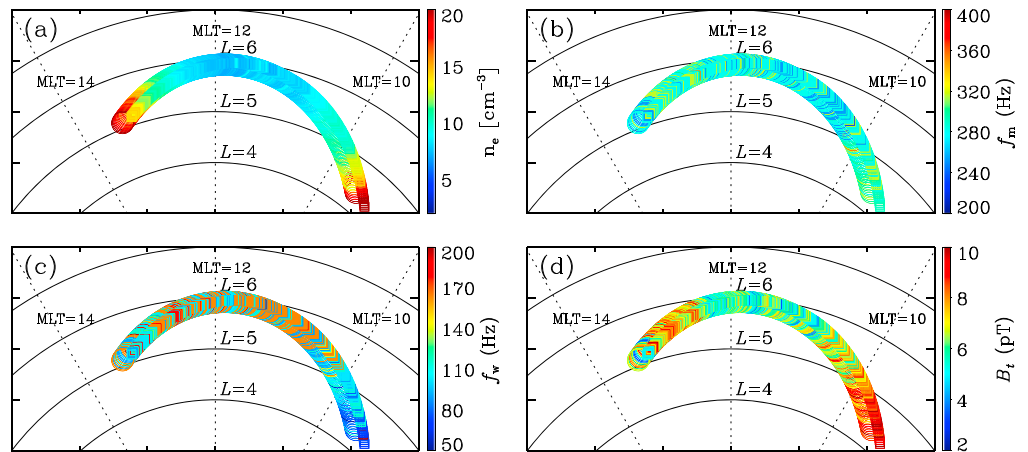 (a)
MLT=12
L=6
MLT=14
MLT=10
L=5
L=4
20
15
10
5
nₑ [cm⁻³]
(b)
MLT=12
L=6
MLT=14
MLT=10
L=5
L=4
400
360
320
280
240
200
fₘ (Hz)
(c)
MLT=12
L=6
MLT=14
MLT=10
L=5
L=4
200
170
140
110
80
50
f_w (Hz)
(d)
MLT=12
L=6
MLT=14
MLT=10
L=5
L=4
10
8
6
4
2
Bₜ (pT)